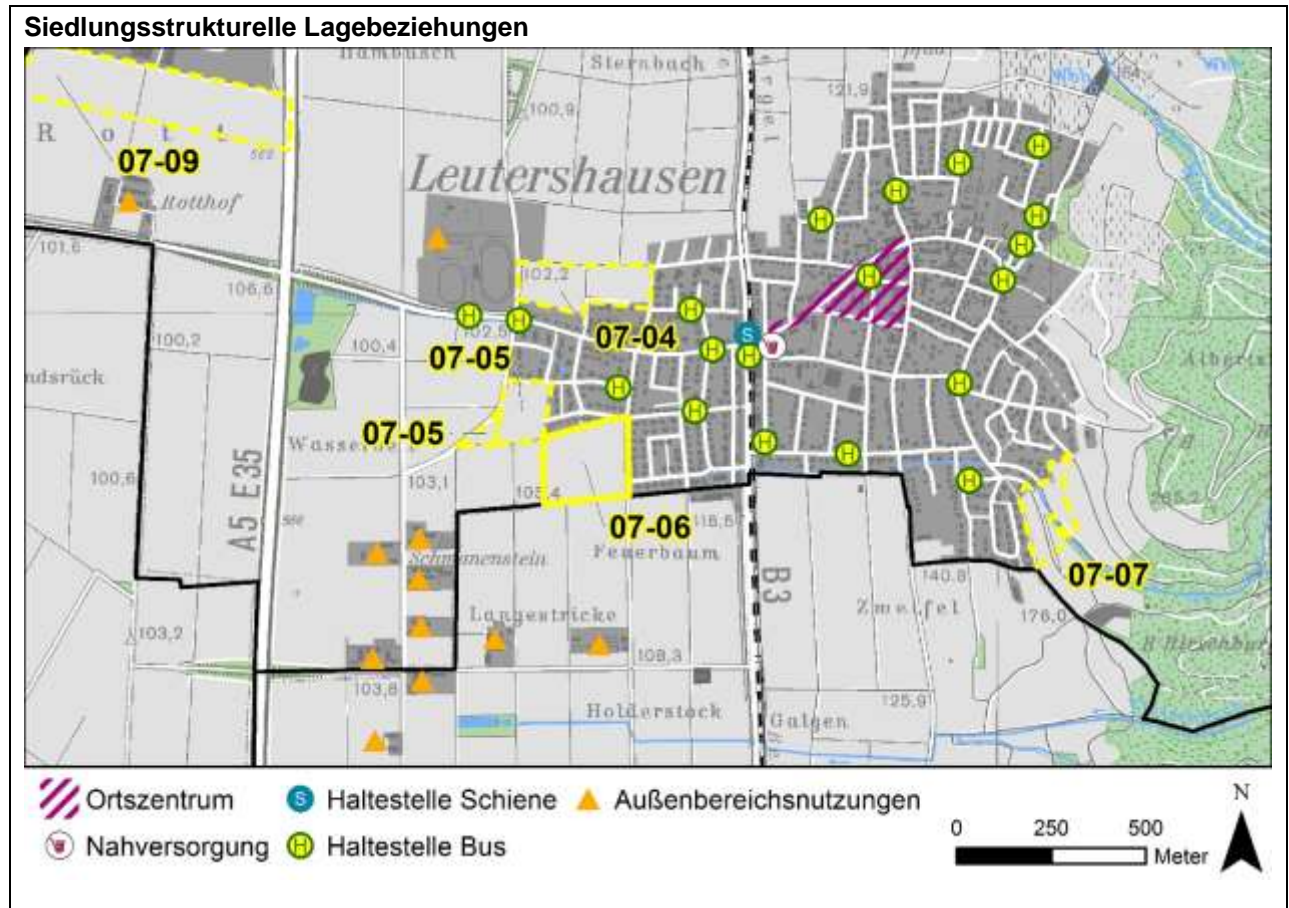 Siedlungsstrukturelle Lagebeziehungen
Hambusch
Sternbach
121,9
100,9
R o t t
07-09
Rotthof
Leutershausen
101,6
106,6
102,2
102,5
07-04
07-05
100,2
100,4
ndsrück
07-05
100,6
A5 E35
103,1
105,4
07-06
Feuerbaum
Schmanenstein
B3
07-07
140,8
Zweifel
176,0
Langestricke
103,2
108,3
103,8
125,9
Holderstock
Galgen
S
H
Ortszentrum
S Haltestelle Schiene
Außenbereichsnutzungen
Nahversorgung
H Haltestelle Bus
0 250 500
Meter
N